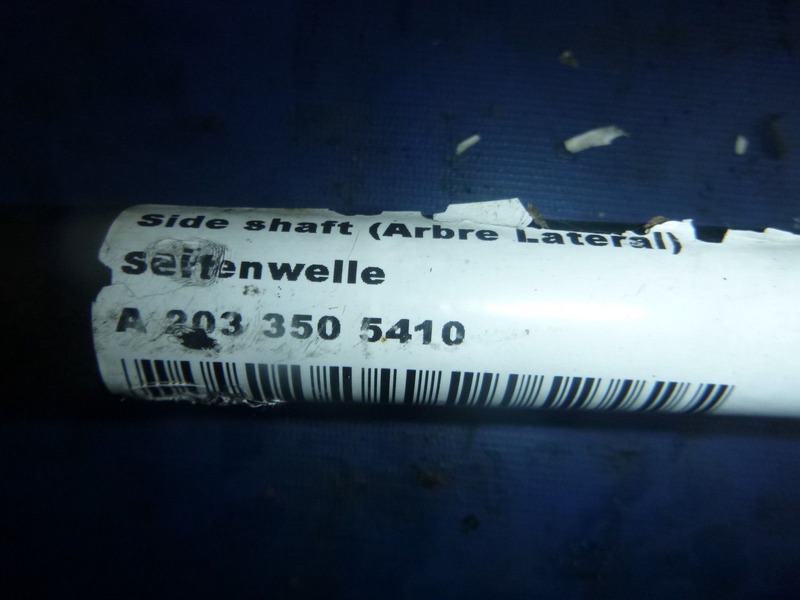 Side shaft (Arbre Lateral)
Seitenwelle
A 203 350 5410